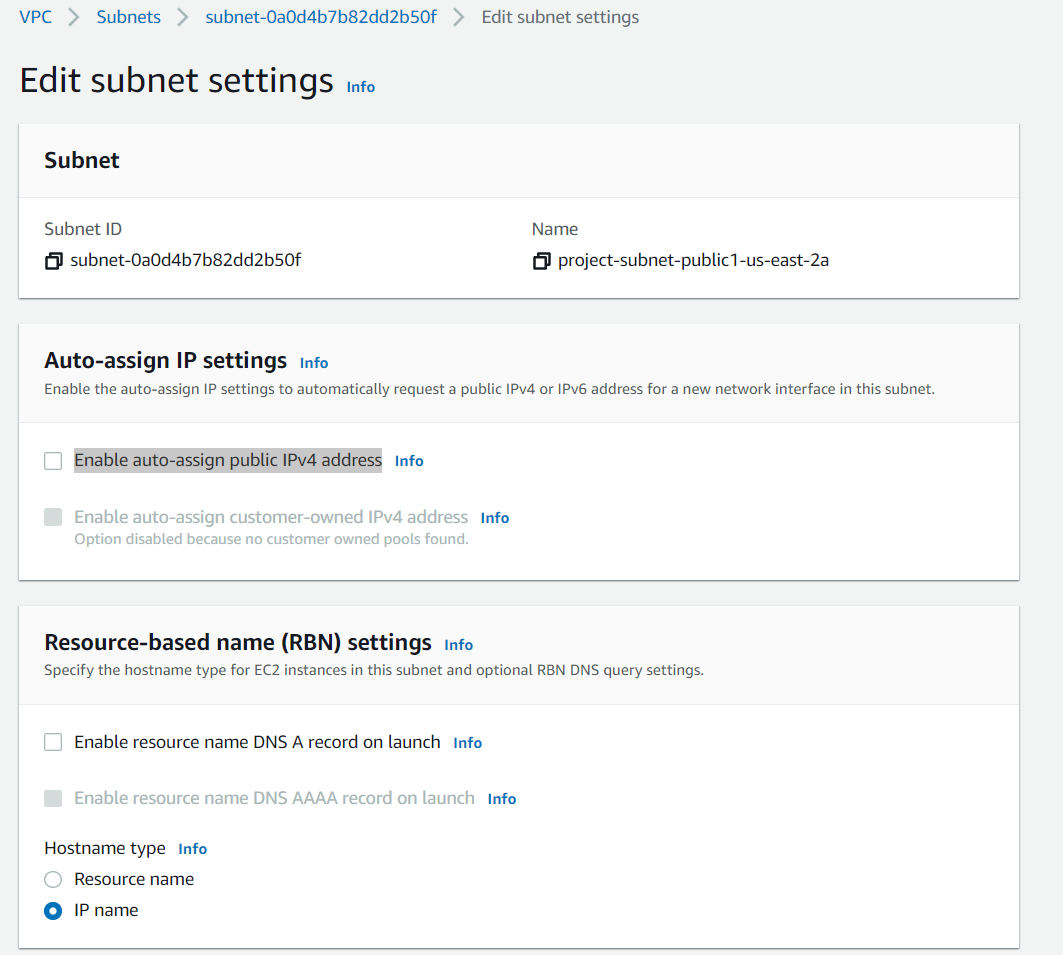 VPC > Subnets > subnet-0a0d4b7b82dd2b50f > Edit subnet settings
Edit subnet settings Info
Subnet
Subnet ID
subnet-0a0d4b7b82dd2b50f
Name
project-subnet-public1-us-east-2a
Auto-assign IP settings Info
Enable the auto-assign IP settings to automatically request a public IPv4 or IPv6 address for a new network interface in this subnet.
Enable auto-assign public IPv4 address Info
Enable auto-assign customer-owned IPv4 address Info
Option disabled because no customer owned pools found.
Resource-based name (RBN) settings Info
Specify the hostname type for EC2 instances in this subnet and optional RBN DNS query settings.
Enable resource name DNS A record on launch Info
Enable resource name DNS AAAA record on launch Info
Hostname type Info
Resource name
IP name